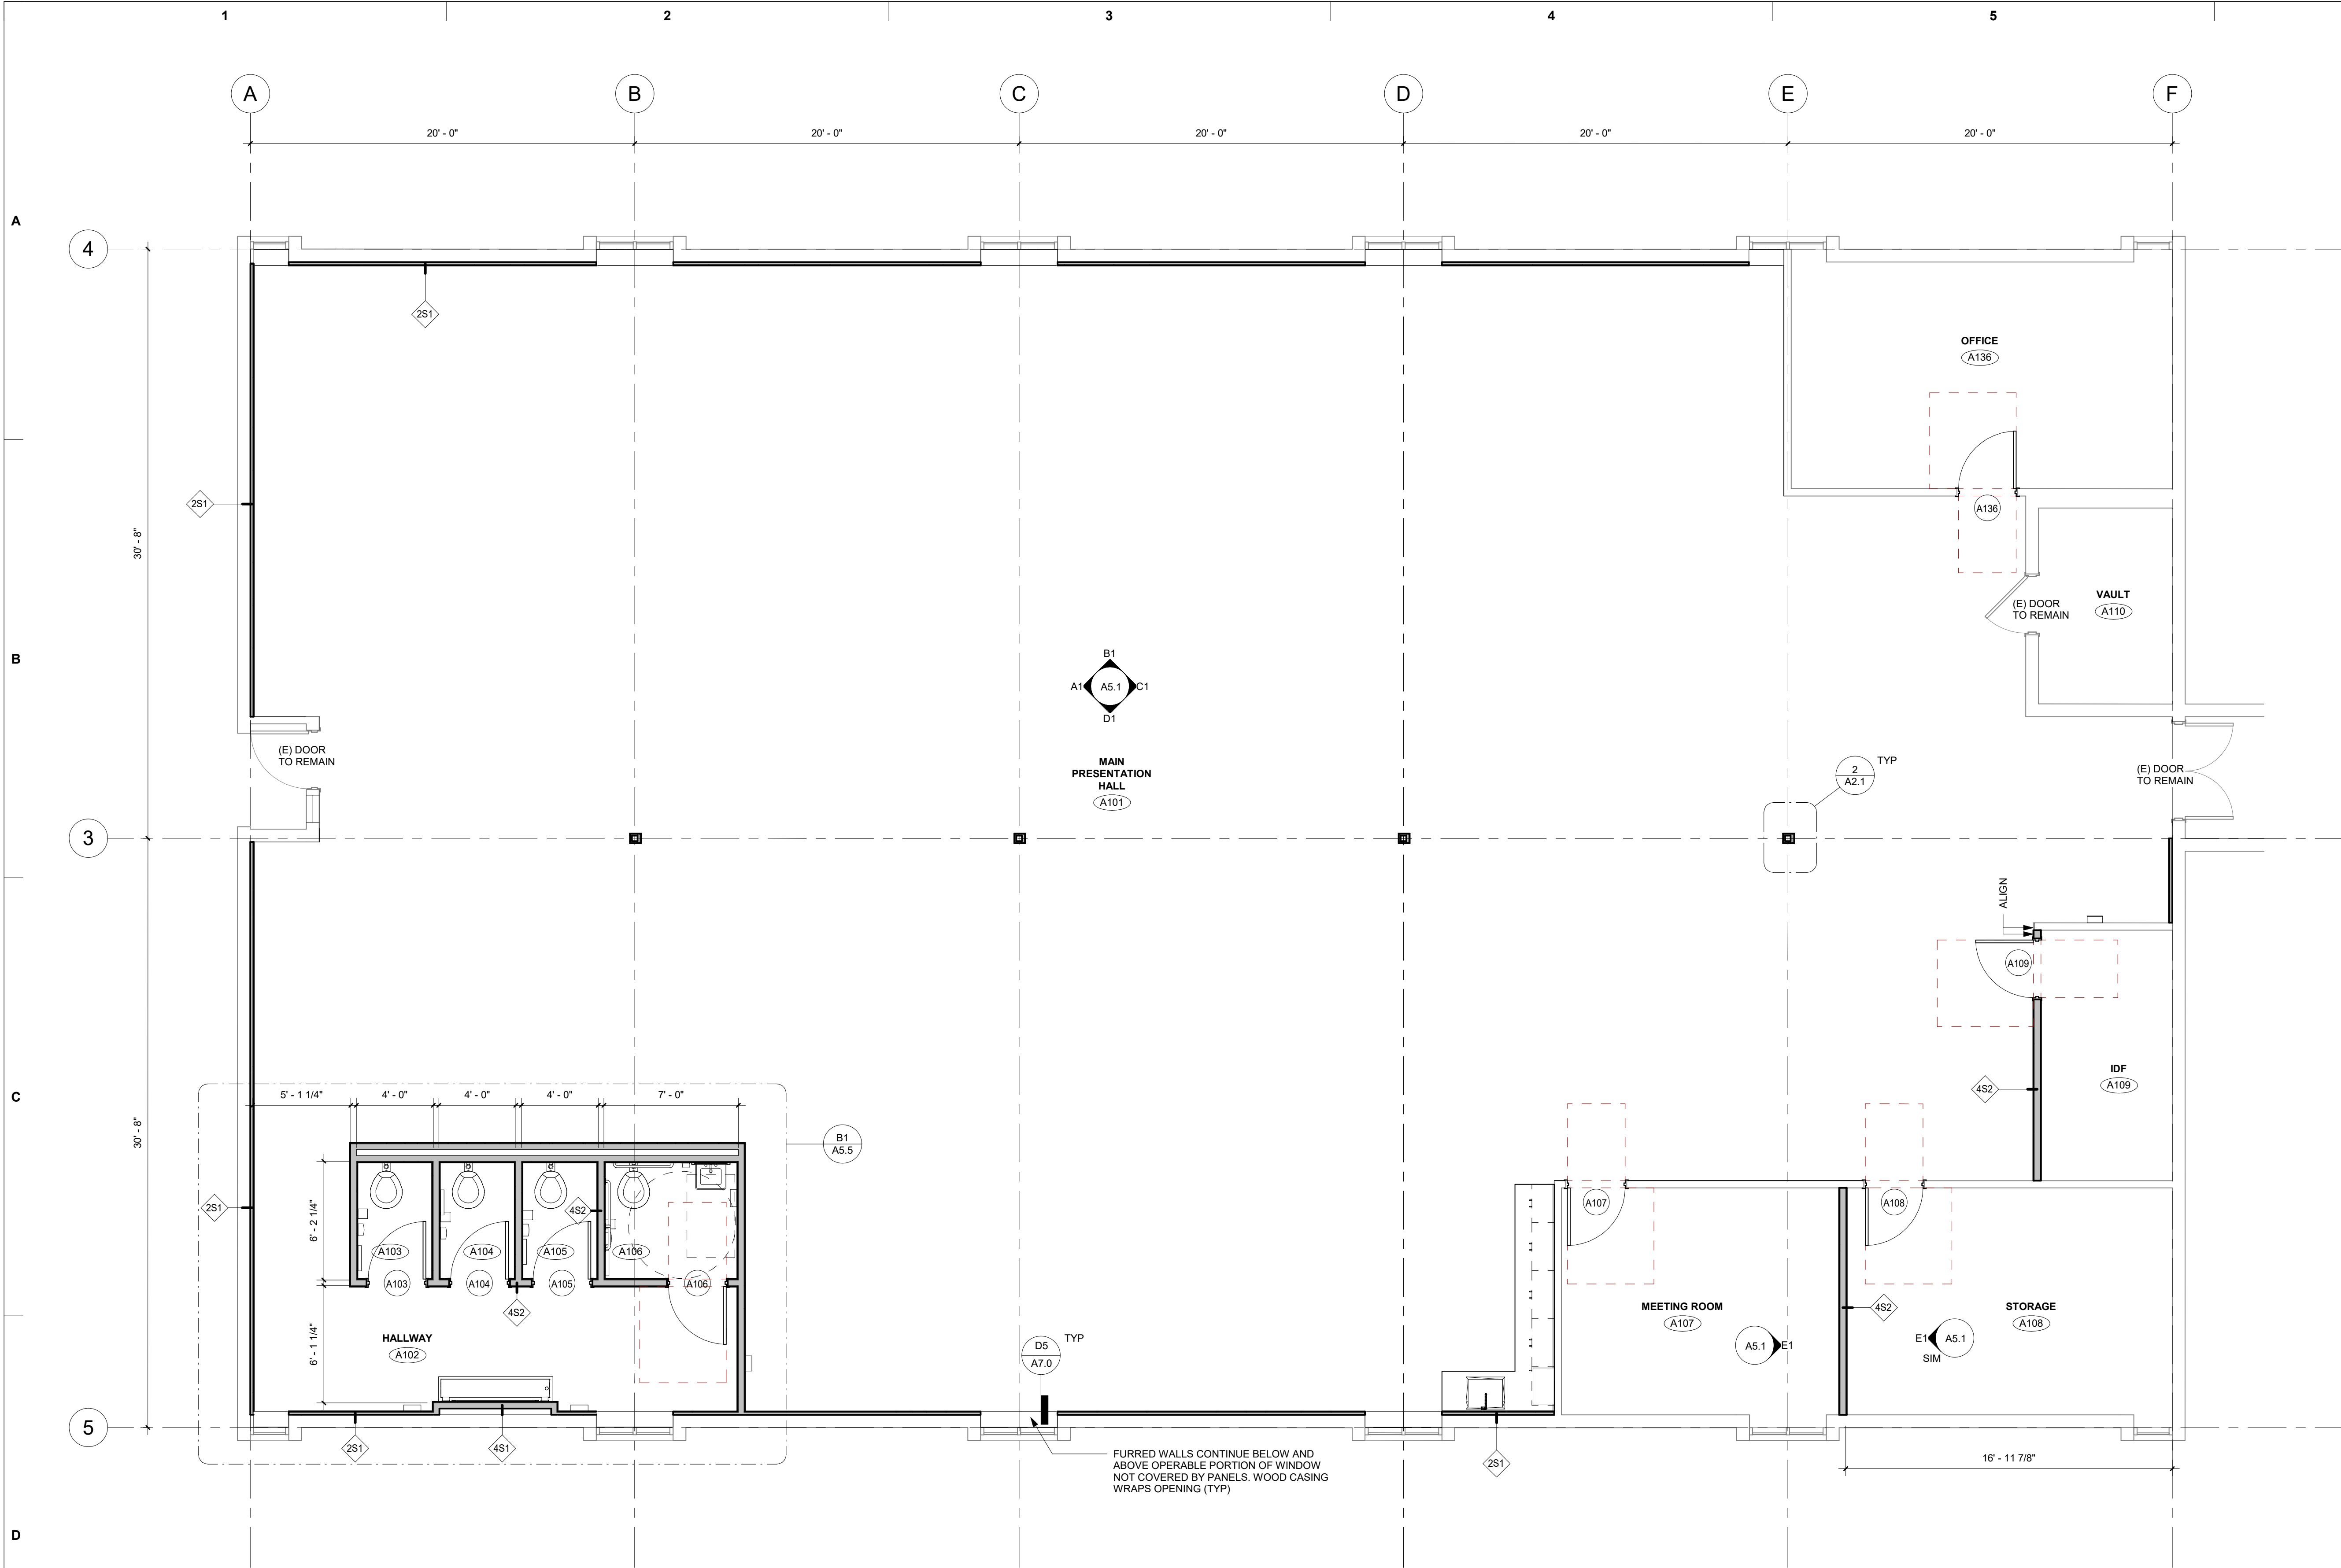 1
2
3
4
5
A
B
C
D
E
F
20' - 0"
20' - 0"
20' - 0"
20' - 0"
20' - 0"
A
4
2S1
OFFICE
A136
2S1
A136
30' - 8"
VAULT
A110
(E) DOOR
TO REMAIN
B
B1
A1
A5.1
C1
D1
(E) DOOR
TO REMAIN
MAIN
PRESENTATION
HALL
A101
2
A2.1
TYP
(E) DOOR
TO REMAIN
3
ALIGN
A109
IDF
A109
4S2
C
5' - 1 1/4"
4' - 0"
4' - 0"
4' - 0"
7' - 0"
30' - 8"
B1
A5.5
2S1
4S2
6' - 2 1/4"
A103
A104
A105
A106
A103
A104
A105
A106
4S2
A107
A108
6' - 1 1/4"
HALLWAY
A102
MEETING ROOM
A107
4S2
STORAGE
A108
A5.1
E1
E1
A5.1
SIM
D5
A7.0
TYP
5
2S1
4S1
2S1
FURRED WALLS CONTINUE BELOW AND
ABOVE OPERABLE PORTION OF WINDOW
NOT COVERED BY PANELS. WOOD CASING
WRAPS OPENING (TYP)
16' - 11 7/8"
D